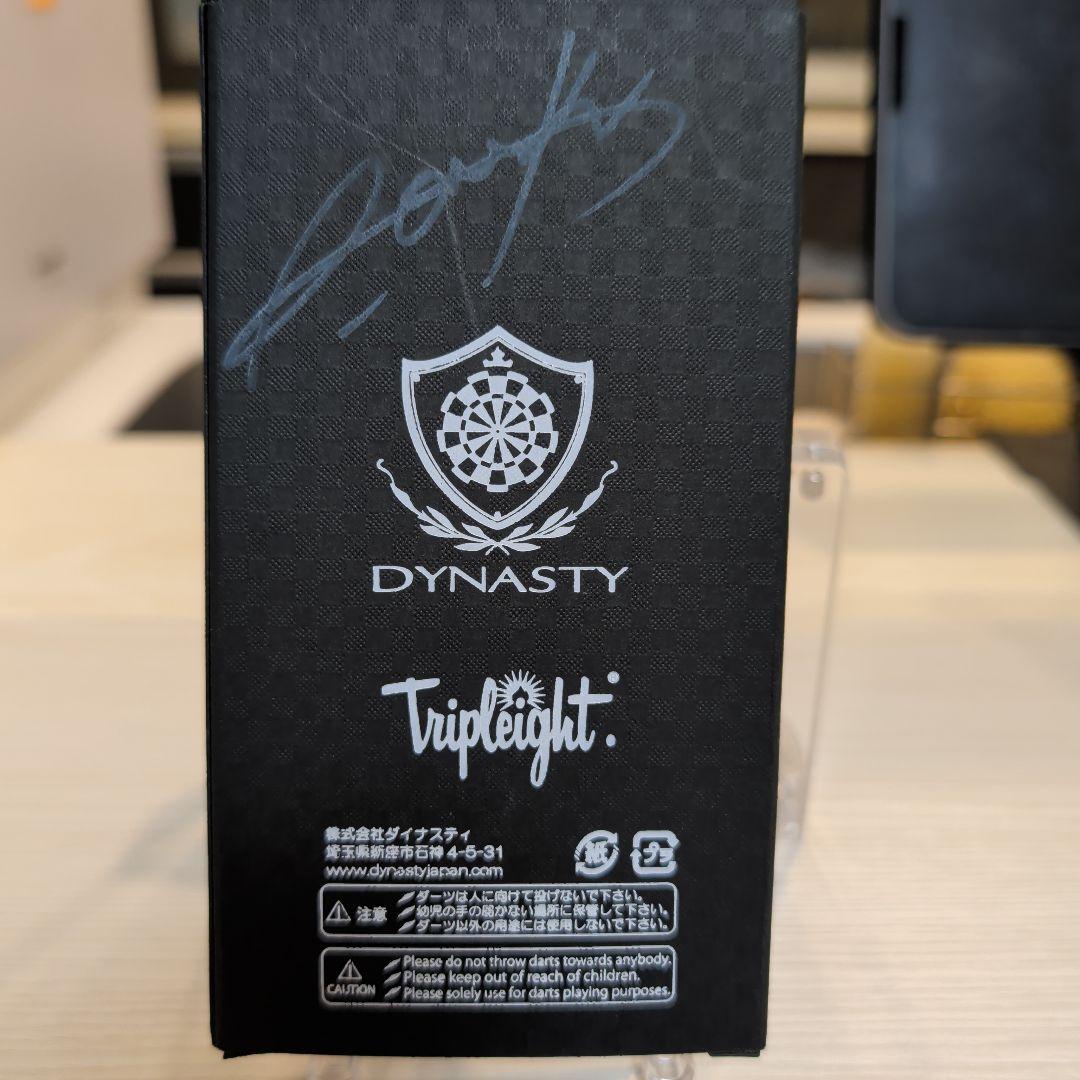 DYNASTY
Tripleight®
株式会社ダイナスティ
埼玉県新座市石神4-5-31
www.dynastyjapan.com
紙
プラ
注意
ダーツは人に向けて投げないで下さい。
幼児の手の届かない場所に保管して下さい。
ダーツ以外の用途には使用しないで下さい。
CAUTION
Please do not throw darts towards anybody.
Please keep out of reach of children.
Please solely use for darts playing purposes.